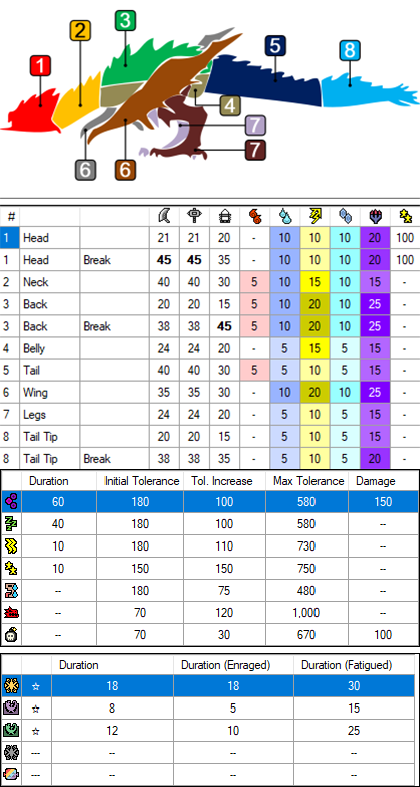 1
2
3
5
8
4
7
6
6
7
#
1 Head 21 21 20 - 10 10 10 20 100
1 Head Break 45 45 35 - 10 10 10 20 100
2 Neck 40 40 30 5 10 15 10 15 -
3 Back 20 20 15 5 10 20 10 25 -
3 Back Break 38 38 45 5 10 20 10 25 -
4 Belly 24 24 20 - 5 15 5 15 -
5 Tail 40 40 30 5 5 10 5 15 -
6 Wing 35 35 30 - 10 20 10 25 -
7 Legs 24 24 20 - 5 10 5 15 -
8 Tail Tip 20 20 15 - 5 10 5 15 -
8 Tail Tip Break 38 38 35 - 5 10 5 20 -
Duration Initial Tolerance Tol. Increase Max Tolerance Damage
60 180 100 580 150
40 180 100 580 --
10 180 110 730 --
10 150 150 750 --
-- 180 75 480 --
-- 70 120 1,000 --
-- 70 30 670 100
Duration Duration (Enraged) Duration (Fatigued)
☆ 18 18 30
☆ 8 5 15
☆ 12 10 25
--- -- -- --
--- -- -- --